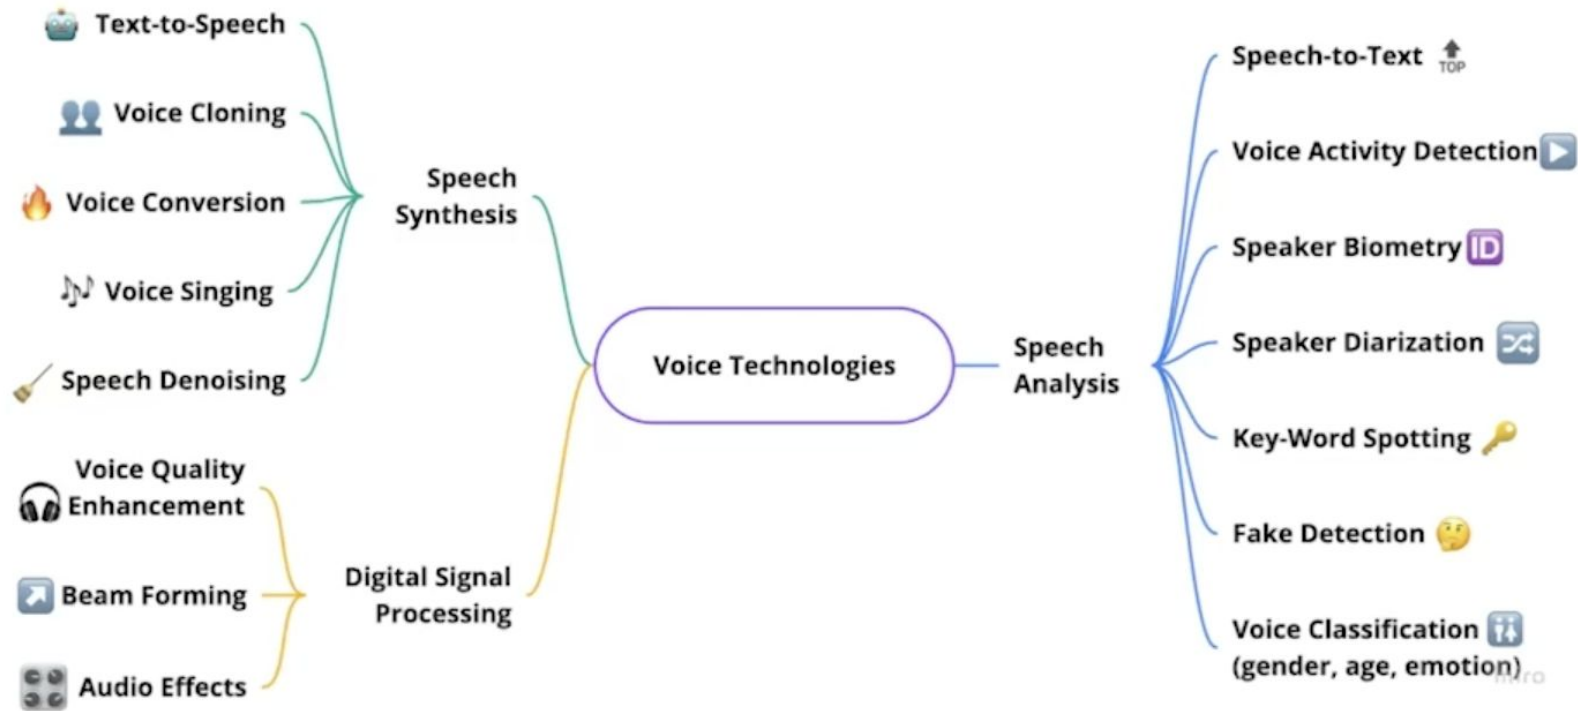 Text-to-Speech
Voice Cloning
Voice Conversion
Voice Singing
Speech Denoising
Speech
Synthesis
Voice Quality
Enhancement
Beam Forming
Audio Effects
Digital Signal
Processing
Voice Technologies
Speech
Analysis
Speech-to-Text
TOP
Voice Activity Detection
Speaker Biometry
ID
Speaker Diarization
Key-Word Spotting
Fake Detection
Voice Classification
(gender, age, emotion)
miro